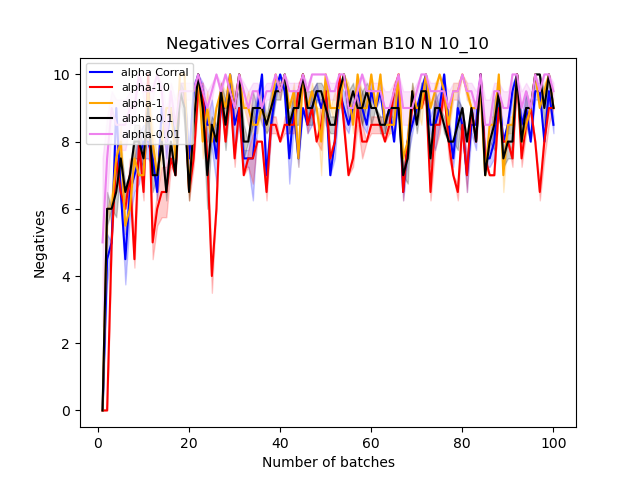 Negatives Corral German B10 N 10_10
alpha Corral
alpha-10
alpha-1
alpha-0.1
alpha-0.01
10
8
6
4
2
0
Negatives
0 20 40 60 80 100
Number of batches